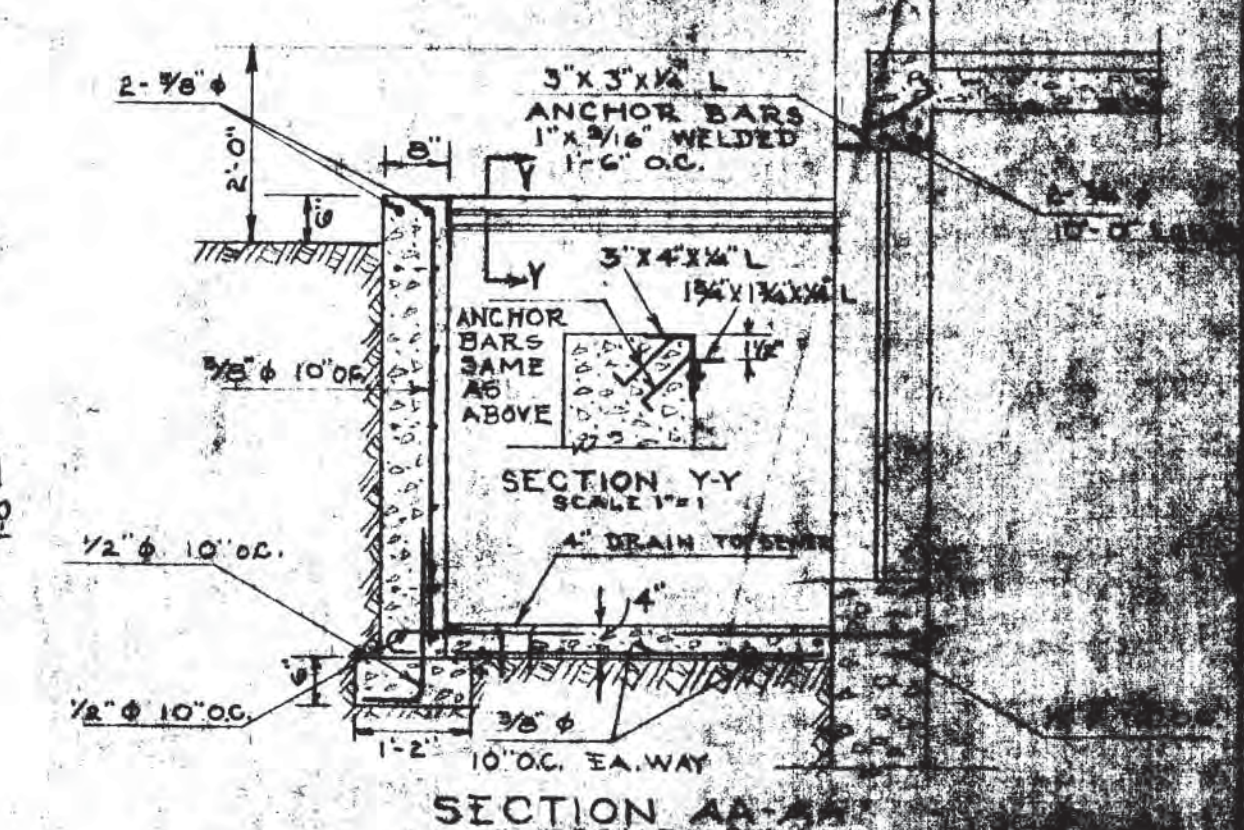 2-3/8" ϕ
2'-0"
8"
6"
3" X 3" X 1/4" L
ANCHOR BARS
1" X 3/16" WELDED
1'-6" O.C.
Y
Y
3" X 4" X 1/4" L
1 3/4" X 1 3/4" X 1/4" L
1 1/2"
ANCHOR
BARS
SAME
AS
ABOVE
3/8" ϕ 10" O.C.
SECTION Y-Y
SCALE 1" = 1
1/2" ϕ 10" O.C.
4" DRAIN TO SEWER
4"
6"
1/2" ϕ 10" O.C.
1'-2"
3/8" ϕ
10" O.C. EA. WAY
SECTION AA-AA